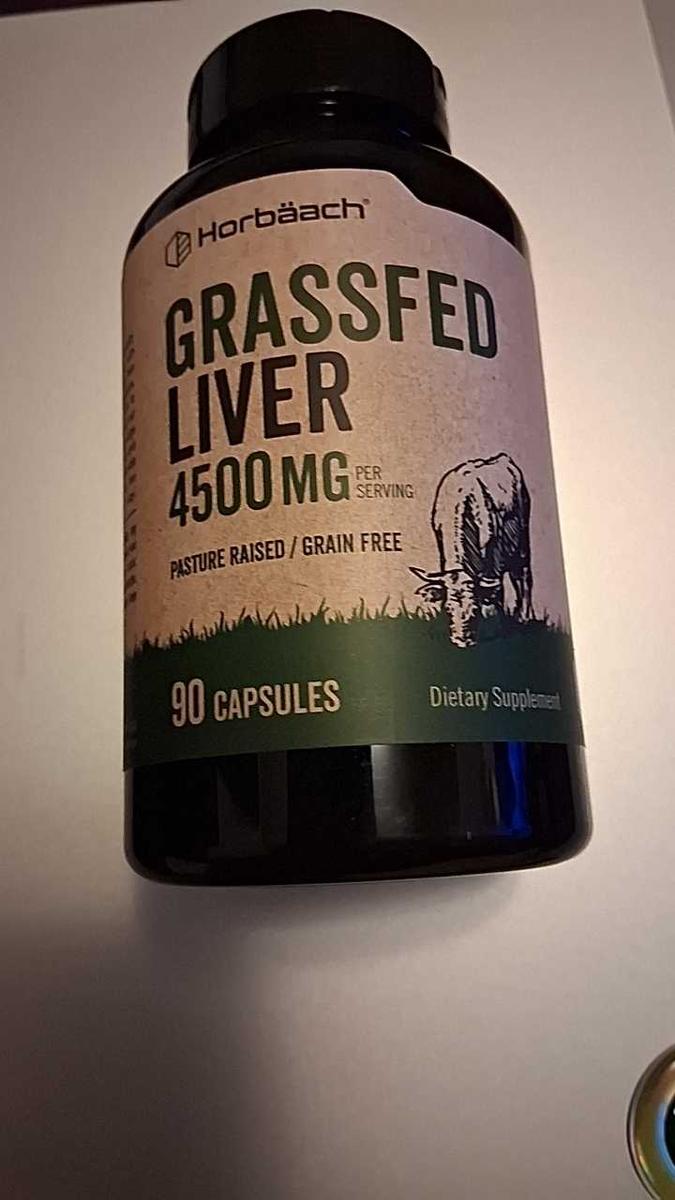 Horbäach®
GRASSFED
LIVER
4500 MG PER
SERVING
PASTURE RAISED / GRAIN FREE
90 CAPSULES
Dietary Supplement